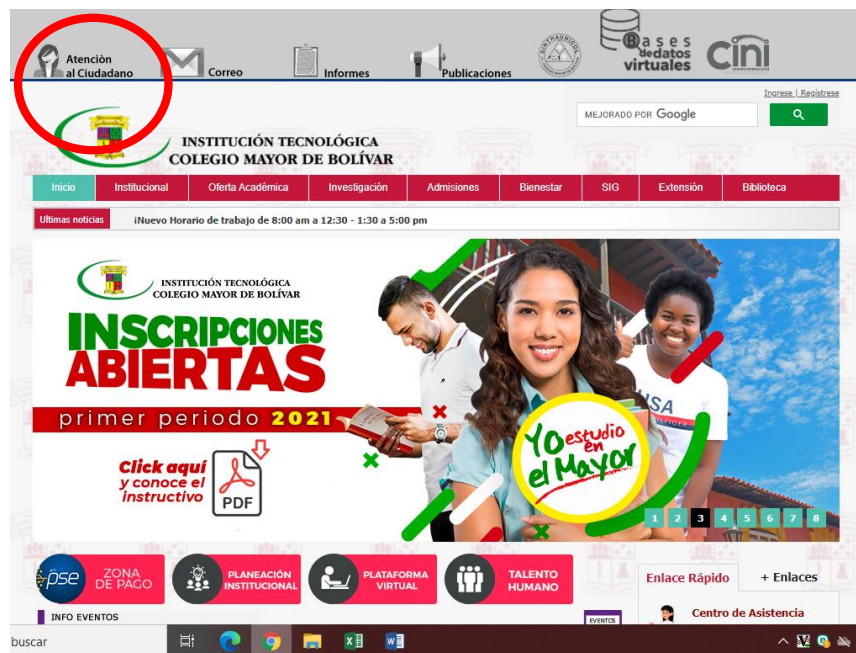 Atenciòn
al Ciudadano
Correo
Informes
Publicaciones
SINTRAUNICOL
Bases
dedatos
virtuales
Cini
Ingrese | Regístrese
MEJORADO POR Google
INSTITUCIÓN TECNOLÓGICA
COLEGIO MAYOR DE BOLÍVAR
Inicio
Institucional
Oferta Académica
Investigación
Admisiones
Bienestar
SIG
Extensión
Biblioteca
Ultimas noticias
¡Nuevo Horario de trabajo de 8:00 am a 12:30 - 1:30 a 5:00 pm
INSTITUCIÓN TECNOLÓGICA
COLEGIO MAYOR DE BOLÍVAR
INSCRIPCIONES
ABIERTAS
primer periodo 2021
Click aquí
y conoce el
instructivo
PDF
USA
Yo estudio
en
el Mayor
1 2 3 4 5 6 7 8
pse
ZONA
DE PAGO
PLANEACIÓN
INSTITUCIONAL
PLATAFORMA
VIRTUAL
TALENTO
HUMANO
Enlace Rápido
+ Enlaces
INFO EVENTOS
EVENTOS
Centro de Asistencia
buscar